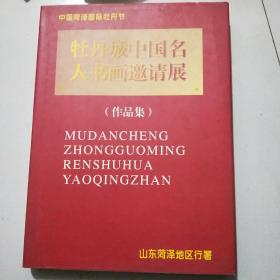 中国菏泽国际牡丹节
牡丹城中国名
人书画邀请展
（作品集）
MUDANCHENG
ZHONGGUOMING
RENSHUHUA
YAOQINGZHAN
山东菏泽地区行署